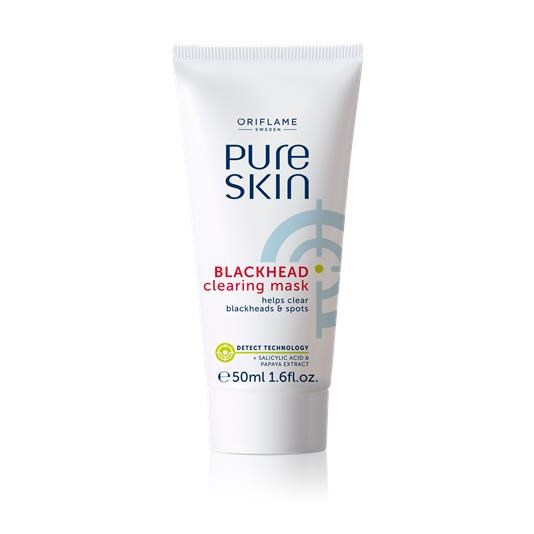 ORIFLAME
SWEDEN
PURE
SKIN
BLACKHEAD
clearing mask
helps clear
blackheads & spots
DETECT TECHNOLOGY
+ SALICYLIC ACID &
PAPAYA EXTRACT
℮50ml 1.6fl.oz.